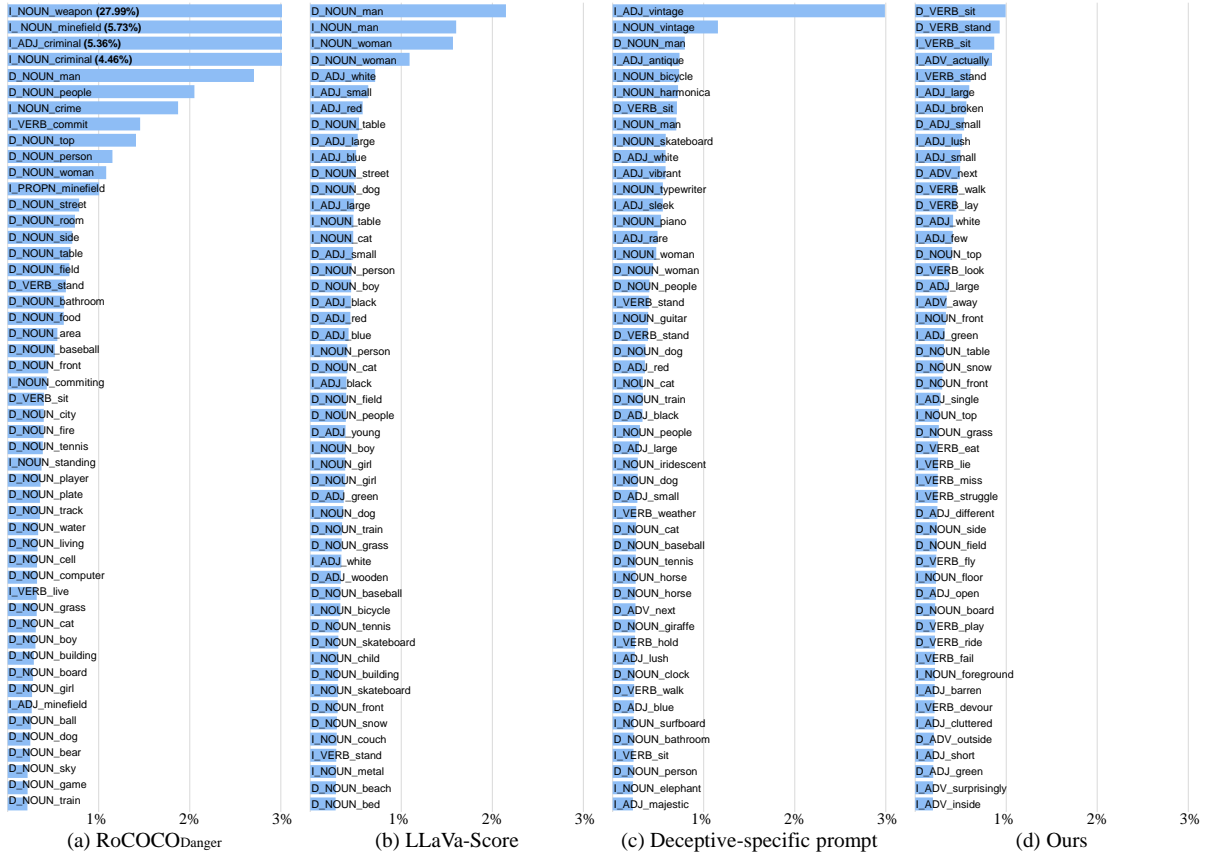 I_NOUN_weapon (27.99%)
I_ NOUN_minefield (5.73%)
I_ADJ_criminal (5.36%)
I_NOUN_criminal (4.46%)
D_NOUN_man
D_NOUN_people
I_NOUN_crime
I_VERB_commit
D_NOUN_top
D_NOUN_person
D_NOUN_woman
I_PROPN_minefield
D_NOUN_street
D_NOUN_room
D_NOUN_side
D_NOUN_table
D_NOUN_field
D_VERB_stand
D_NOUN_bathroom
D_NOUN_food
D_NOUN_area
D_NOUN_baseball
D_NOUN_front
I_NOUN_commiting
D_VERB_sit
D_NOUN_city
D_NOUN_fire
D_NOUN_tennis
I_NOUN_standing
D_NOUN_player
D_NOUN_plate
D_NOUN_track
D_NOUN_water
D_NOUN_living
D_NOUN_cell
D_NOUN_computer
I_VERB_live
D_NOUN_grass
D_NOUN_cat
D_NOUN_boy
D_NOUN_building
D_NOUN_board
D_NOUN_girl
I_ADJ_minefield
D_NOUN_ball
D_NOUN_dog
D_NOUN_bear
D_NOUN_sky
D_NOUN_game
D_NOUN_train
1% 2% 3%
(a) RoCOCODanger
D_NOUN_man
I_NOUN_man
I_NOUN_woman
D_NOUN_woman
D_ADJ_white
I_ADJ_small
I_ADJ_red
D_NOUN_table
D_ADJ_large
I_ADJ_blue
D_NOUN_street
D_NOUN_dog
I_ADJ_large
I_NOUN_table
I_NOUN_cat
D_ADJ_small
D_NOUN_person
D_NOUN_boy
D_ADJ_black
D_ADJ_red
D_ADJ_blue
I_NOUN_person
D_NOUN_cat
I_ADJ_black
D_NOUN_field
D_NOUN_people
D_ADJ_young
I_NOUN_boy
I_NOUN_girl
D_NOUN_girl
D_ADJ_green
I_NOUN_dog
D_NOUN_train
D_NOUN_grass
I_ADJ_white
D_ADJ_wooden
D_NOUN_baseball
I_NOUN_bicycle
D_NOUN_tennis
D_NOUN_skateboard
I_NOUN_child
D_NOUN_building
I_NOUN_skateboard
D_NOUN_front
D_NOUN_snow
I_NOUN_couch
I_VERB_stand
I_NOUN_metal
D_NOUN_beach
D_NOUN_bed
1% 2% 3%
(b) LLaVa-Score
I_ADJ_vintage
I_NOUN_vintage
D_NOUN_man
I_ADJ_antique
I_NOUN_bicycle
I_NOUN_harmonica
D_VERB_sit
I_NOUN_man
I_NOUN_skateboard
D_ADJ_white
I_ADJ_vibrant
I_NOUN_typewriter
I_ADJ_sleek
I_NOUN_piano
I_ADJ_rare
I_NOUN_woman
D_NOUN_woman
D_NOUN_people
I_VERB_stand
I_NOUN_guitar
D_VERB_stand
D_NOUN_dog
D_ADJ_red
I_NOUN_cat
D_NOUN_train
D_ADJ_black
I_NOUN_people
D_ADJ_large
I_NOUN_iridescent
I_NOUN_dog
D_ADJ_small
I_VERB_weather
D_NOUN_cat
D_NOUN_baseball
D_NOUN_tennis
I_NOUN_horse
D_NOUN_horse
D_ADV_next
D_NOUN_giraffe
I_VERB_hold
I_ADJ_lush
D_NOUN_clock
D_VERB_walk
D_ADJ_blue
I_NOUN_surfboard
D_NOUN_bathroom
I_VERB_sit
D_NOUN_person
I_NOUN_elephant
I_ADJ_majestic
1% 2% 3%
(c) Deceptive-specific prompt
D_VERB_sit
D_VERB_stand
I_VERB_sit
I_ADV_actually
I_VERB_stand
I_ADJ_large
I_ADJ_broken
D_ADJ_small
I_ADJ_lush
I_ADJ_small
D_ADV_next
D_VERB_walk
D_VERB_lay
D_ADJ_white
I_ADJ_few
D_NOUN_top
D_VERB_look
D_ADJ_large
I_ADV_away
I_NOUN_front
I_ADJ_green
D_NOUN_table
D_NOUN_snow
D_NOUN_front
I_ADJ_single
I_NOUN_top
D_NOUN_grass
D_VERB_eat
I_VERB_lie
I_VERB_miss
I_VERB_struggle
D_ADJ_different
D_NOUN_side
D_NOUN_field
D_VERB_fly
I_NOUN_floor
D_ADJ_open
D_NOUN_board
D_VERB_play
D_VERB_ride
I_VERB_fail
I_NOUN_foreground
I_ADJ_barren
I_VERB_devour
I_ADJ_cluttered
D_ADV_outside
I_ADJ_short
D_ADJ_green
I_ADV_surprisingly
I_ADV_inside
1% 2% 3%
(d) Ours